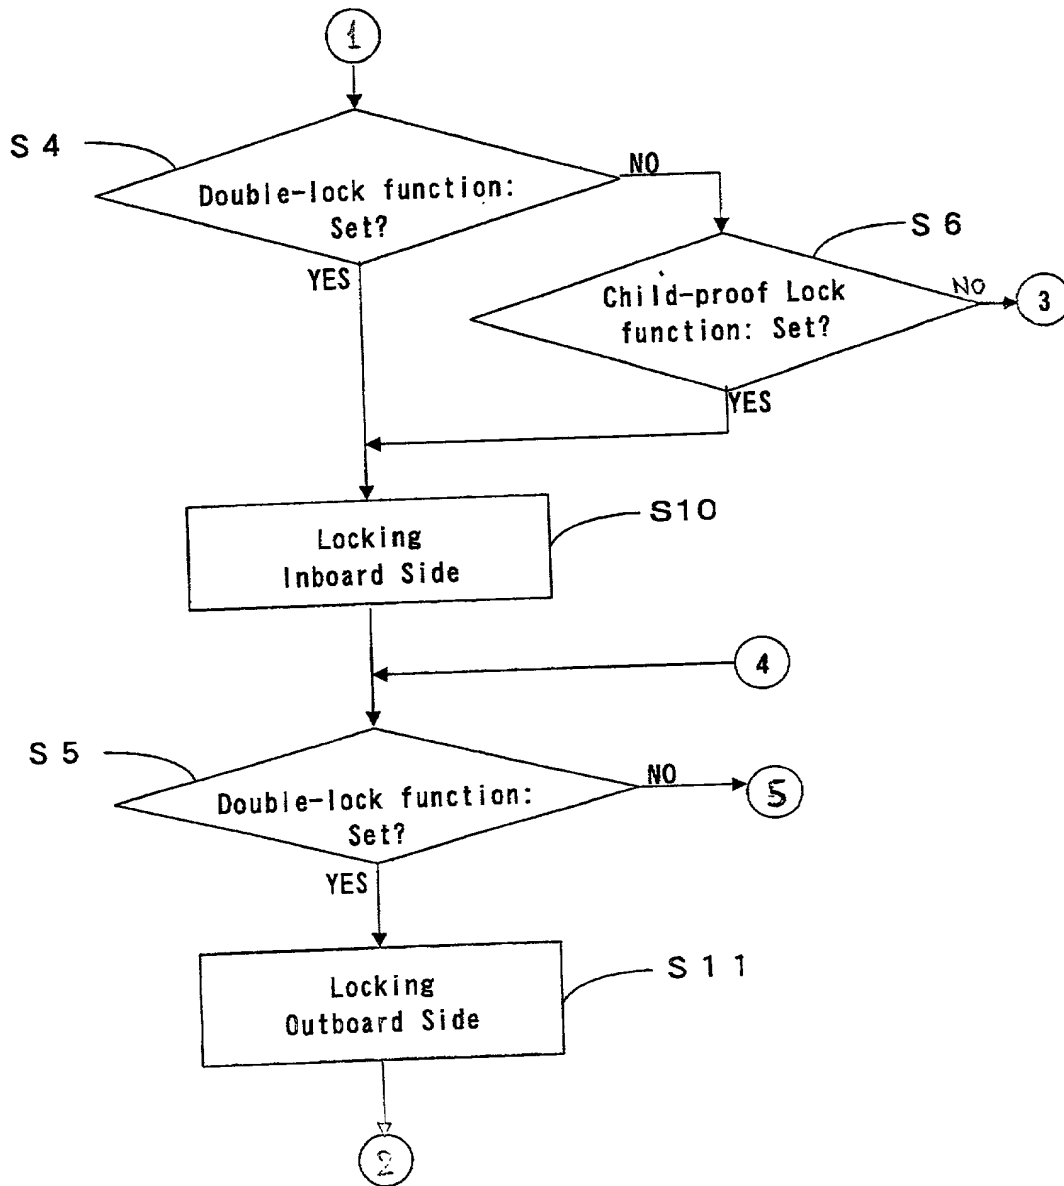 1
S 4
Double-lock function:
Set?
NO
YES
S 6
Child-proof Lock
function: Set?
NO
3
YES
S10
Locking
Inboard Side
4
S 5
Double-lock function:
Set?
NO
5
YES
S 1 1
Locking
Outboard Side
2